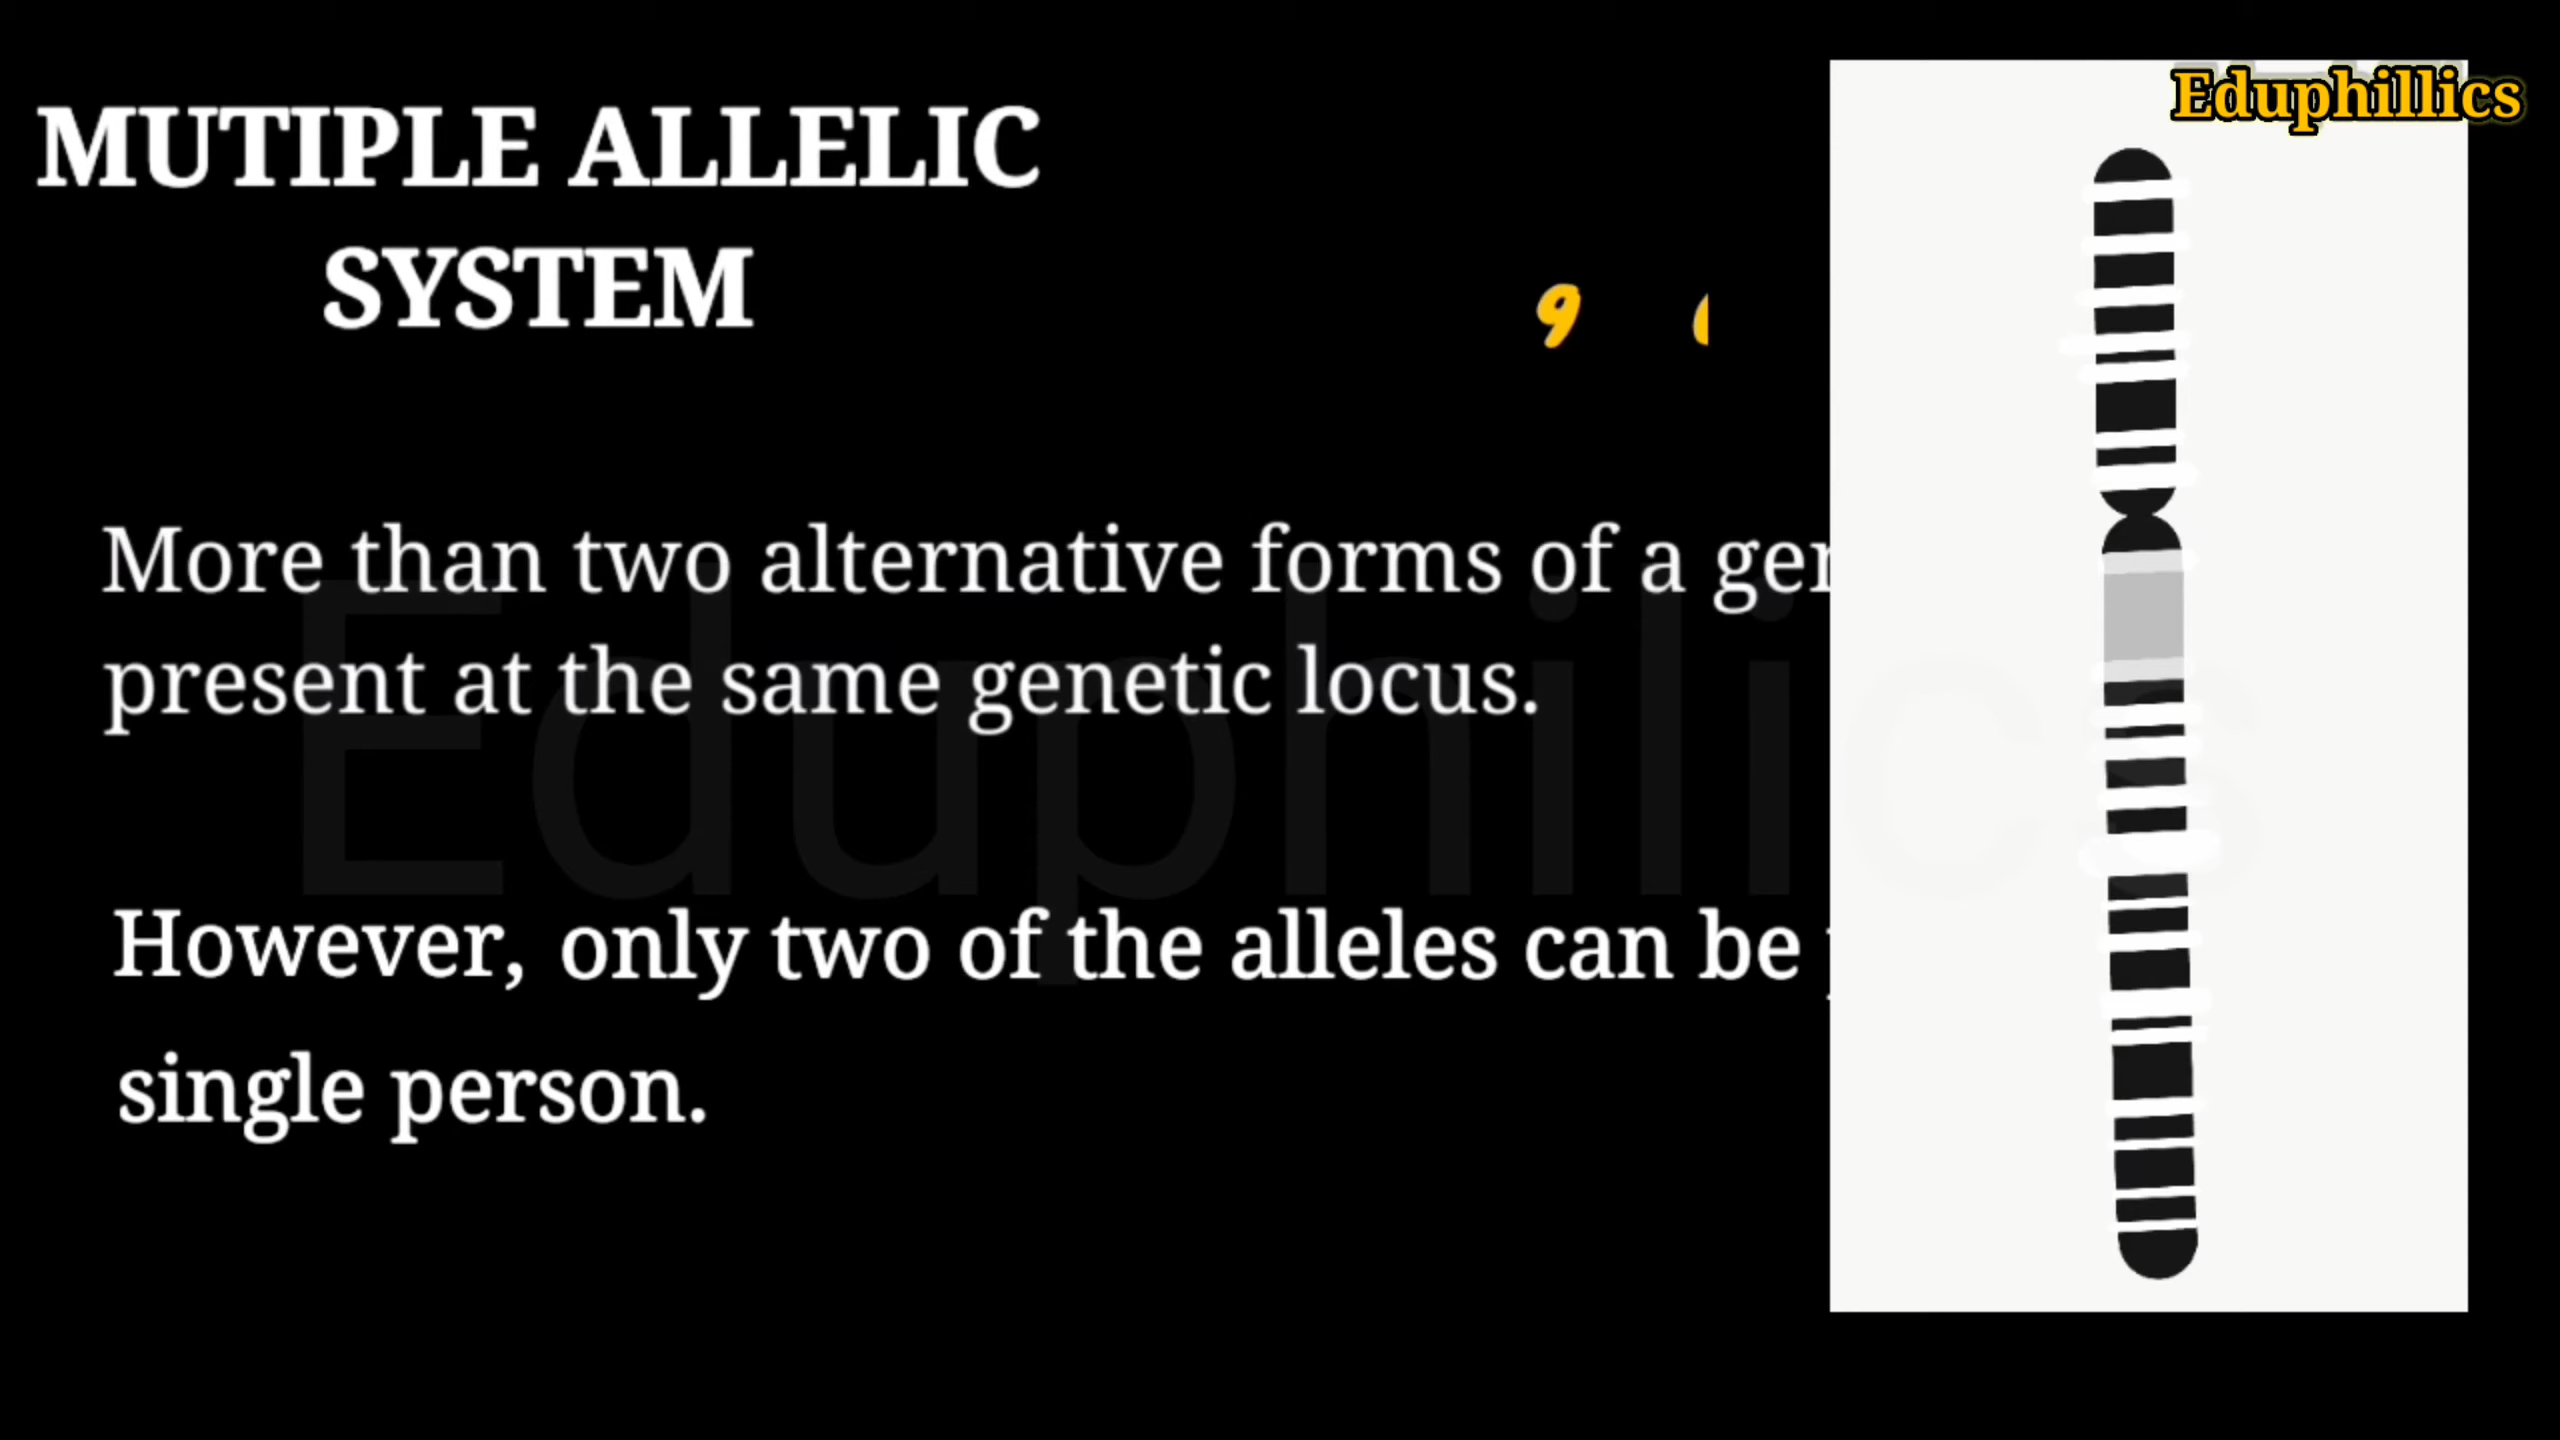 Eduphillics
MUTIPLE ALLELIC
SYSTEM
9
More than two alternative forms of a
present at the same genetic locus.
Eduphilics
However, only two of the alleles can be
single person.